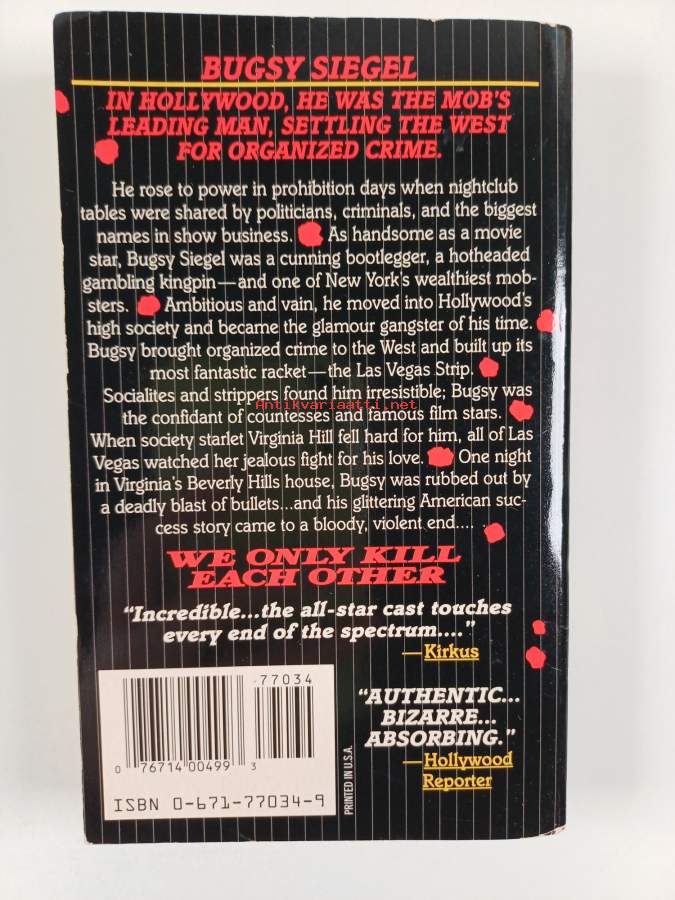 BUGSY SIEGEL
IN HOLLYWOOD, HE WAS THE MOB'S
LEADING MAN, SETTLING THE WEST
FOR ORGANIZED CRIME.
He rose to power in prohibition days when nightclub
tables were shared by politicians, criminals, and the biggest
names in show business. As handsome as a movie
star, Bugsy Siegel was a cunning bootlegger, a hotheaded
gambling kingpin—and one of New York's wealthiest mob-
sters. Ambitious and vain, he moved into Hollywood's
high society and became the glamour gangster of his time.
Bugsy brought organized crime to the West and built up its
most fantastic racket—the Las Vegas Strip.
Socialites and strippers found him irresistible; Bugsy was
Antikvariaatti.net
the confidant of countesses and famous film stars.
When society starlet Virginia Hill fell hard for him, all of Las
Vegas watched her jealous fight for his love. One night
in Virginia's Beverly Hills house, Bugsy was rubbed out by
a deadly blast of bullets...and his glittering American suc-
cess story came to a bloody, violent end....
WE ONLY KILL
EACH OTHER
"Incredible...the all-star cast touches
every end of the spectrum...."
—Kirkus
77034
"AUTHENTIC...
BIZARRE...
ABSORBING."
—Hollywood
Reporter
0 76714 00499 3
ISBN 0-671-77034-9
PRINTED IN U.S.A.